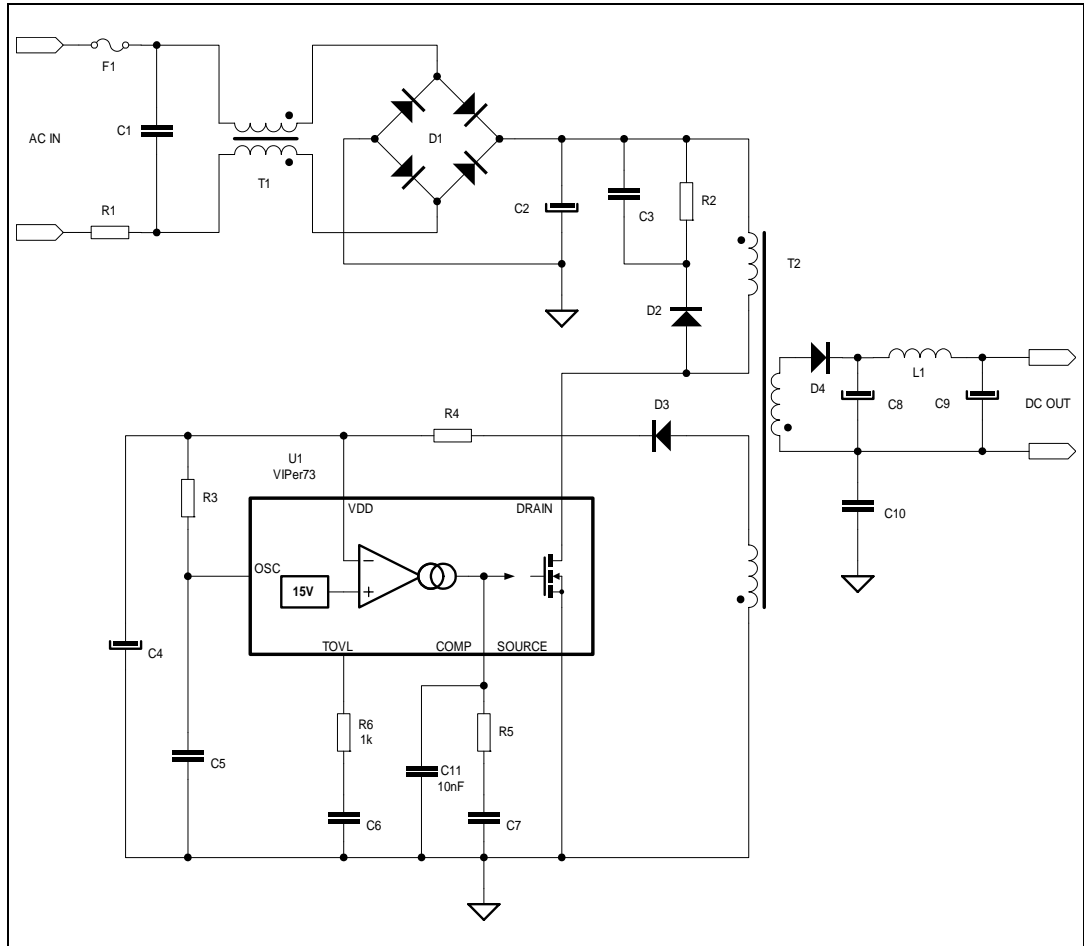 F1
AC IN
C1
T1
D1
R1
C2
C3
R2
T2
D2
D4
L1
C8
C9
DC OUT
R4
D3
U1
VIPer73
R3
VDD
DRAIN
C10
OSC
15V
TOVL
COMP
SOURCE
C4
R6
1k
R5
C5
C11
10nF
C6
C7